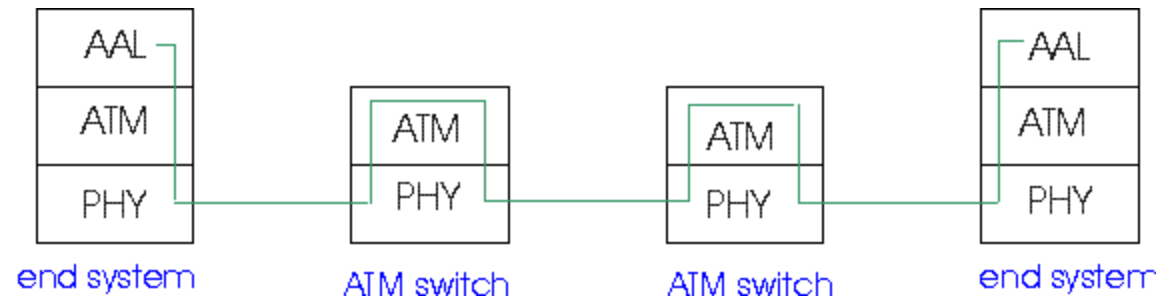 AAL
ATM
PHY
end system
ATM
PHY
ATM switch
ATM
PHY
ATM switch
AAL
ATM
PHY
end system